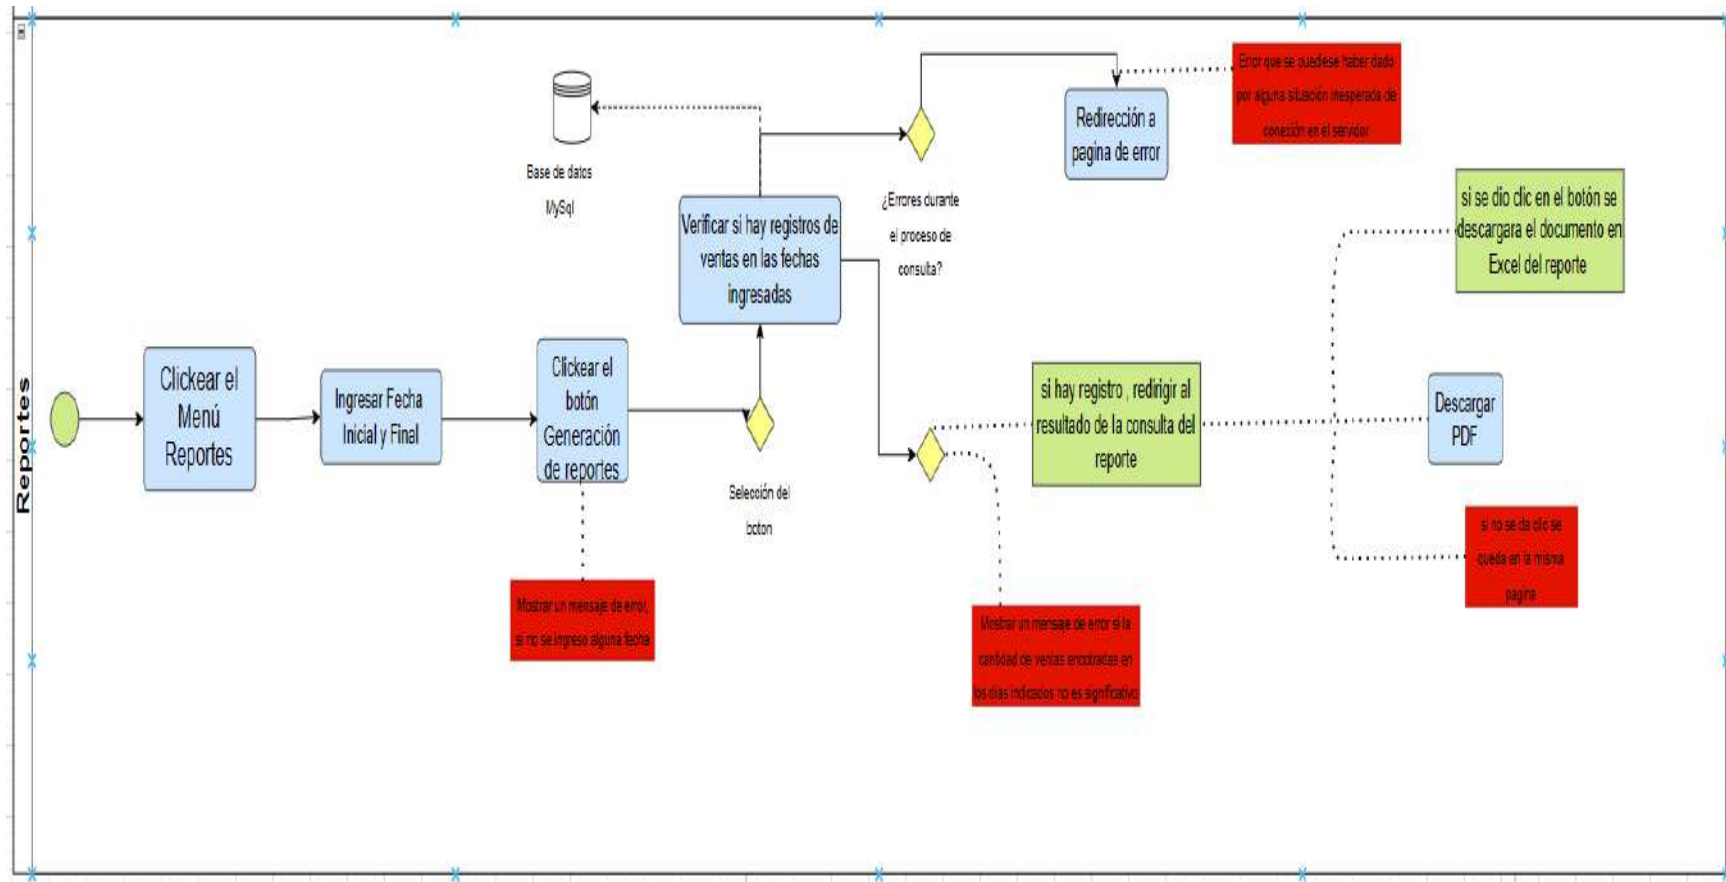 Reportes
Clickear el
Menú
Reportes
Ingresar Fecha
Inicial y Final
Clickear el
botón
Generación
de reportes
Mostrar un mensaje de error,
si no se ingreso alguna fecha
Selección del
boton
Base de datos
MySql
Verificar si hay registros de
ventas en las fechas
ingresadas
¿Errores durante
el proceso de
consulta?
Redirección a
pagina de error
Error que se puediése haber dado
por alguna situación inesperada de
conexión en el servidor
si hay registro , redirigir al
resultado de la consulta del
reporte
Mostrar un mensaje de error si la
cantidad de ventas encotradas en
los dias indicados no es significativo
si se dio clic en el botón se
descargara el documento en
Excel del reporte
Descargar
PDF
si no se da clic se
queda en la misma
pagina